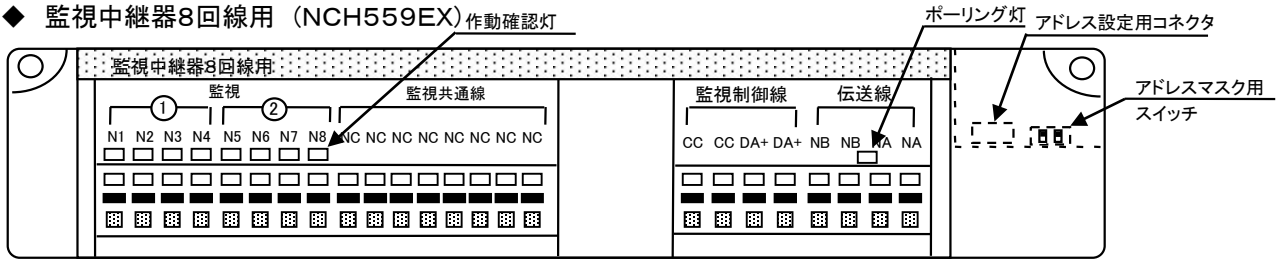 ◆ 監視中継器8回線用 (NCH559EX)
作動確認灯
ポーリング灯
アドレス設定用コネクタ
監視中継器8回線用
監視
監視共通線
監視制御線
伝送線
アドレスマスク用
スイッチ
① ②
N1 N2 N3 N4 N5 N6 N7 N8 NC NC NC NC NC NC NC NC
CC CC DA+ DA+ NB NB NA NA